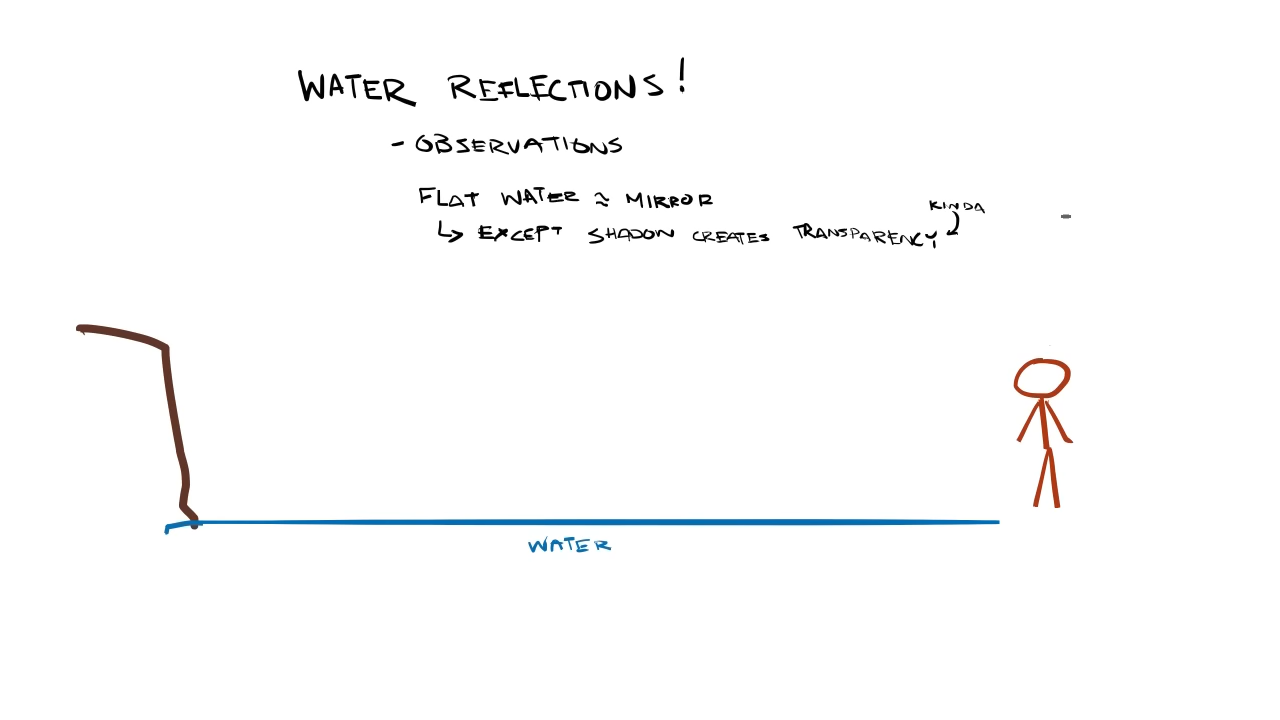 WATER REFLECTIONS!
- OBSERVATIONS
FLAT WATER ≈ MIRROR
KINDA
↳ EXCEPT SHADOW CREATES TRANSPARENCY
WATER